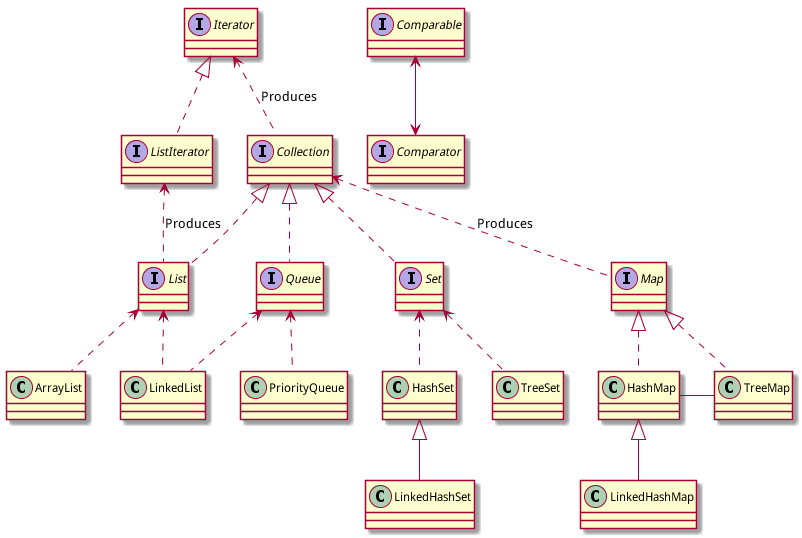 I Iterator
I Comparable
Produces
I ListIterator
I Collection
I Comparator
Produces
Produces
I List
I Queue
I Set
I Map
C ArrayList
C LinkedList
C PriorityQueue
C HashSet
C TreeSet
C HashMap
C TreeMap
C LinkedHashSet
C LinkedHashMap